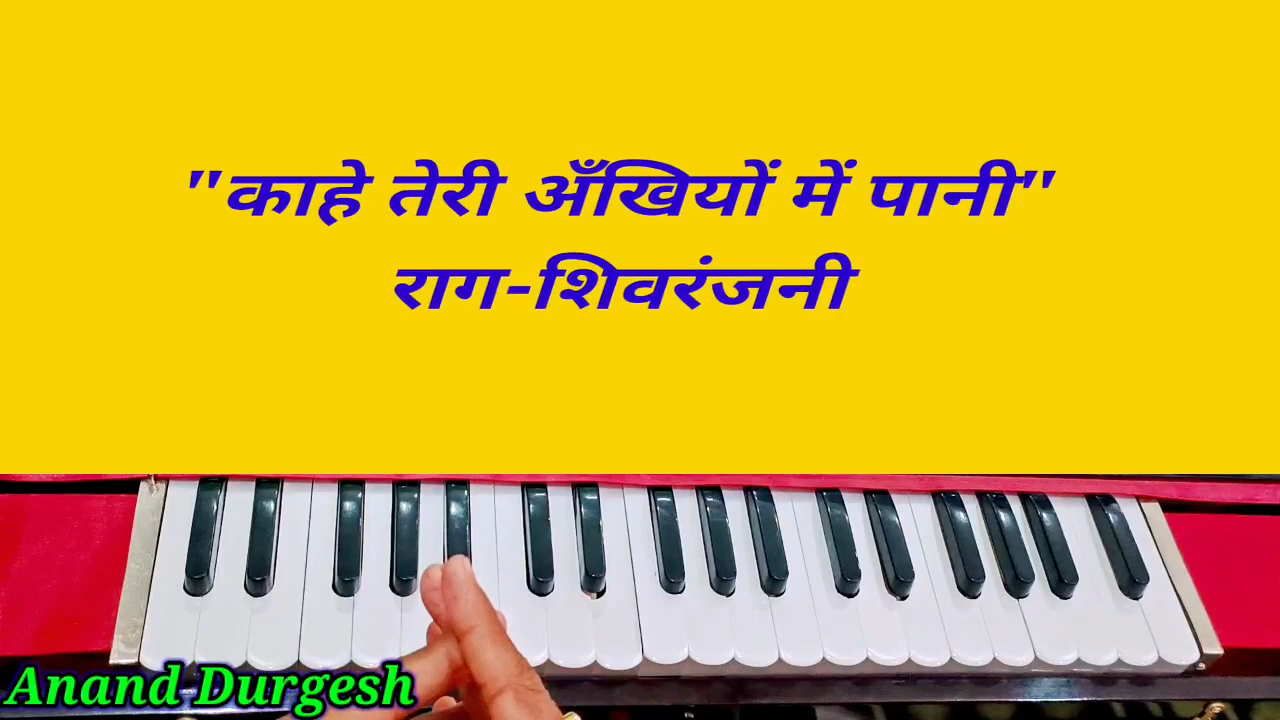 "काहे तेरी अँखियों में पानी"
राग-शिवरंजनी
Anand Durgesh